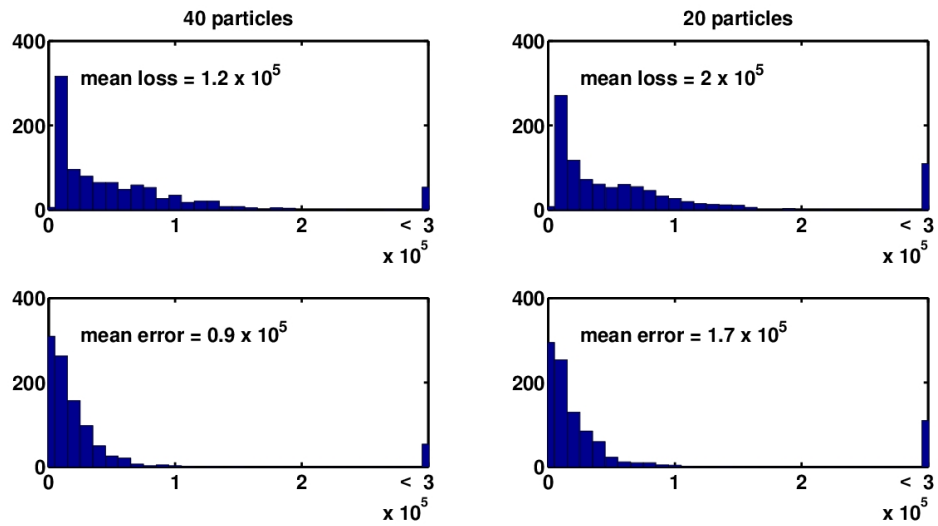 40 particles
20 particles
400
200
0
mean loss = 1.2 x 10^5
0 1 2 < 3
x 10^5
400
200
0
mean loss = 2 x 10^5
0 1 2 < 3
x 10^5
400
200
0
mean error = 0.9 x 10^5
0 1 2 < 3
x 10^5
400
200
0
mean error = 1.7 x 10^5
0 1 2 < 3
x 10^5